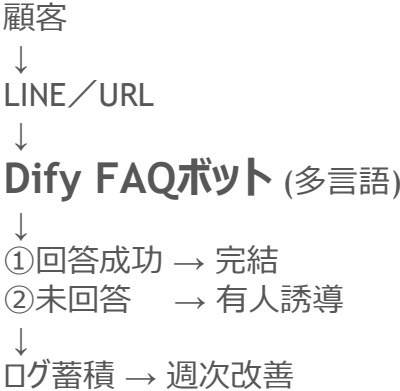 顧客
↓
LINE／URL
↓
Dify FAQボット (多言語)
↓
①回答成功 → 完結
②未回答　 → 有人誘導
↓
ログ蓄積 → 週次改善